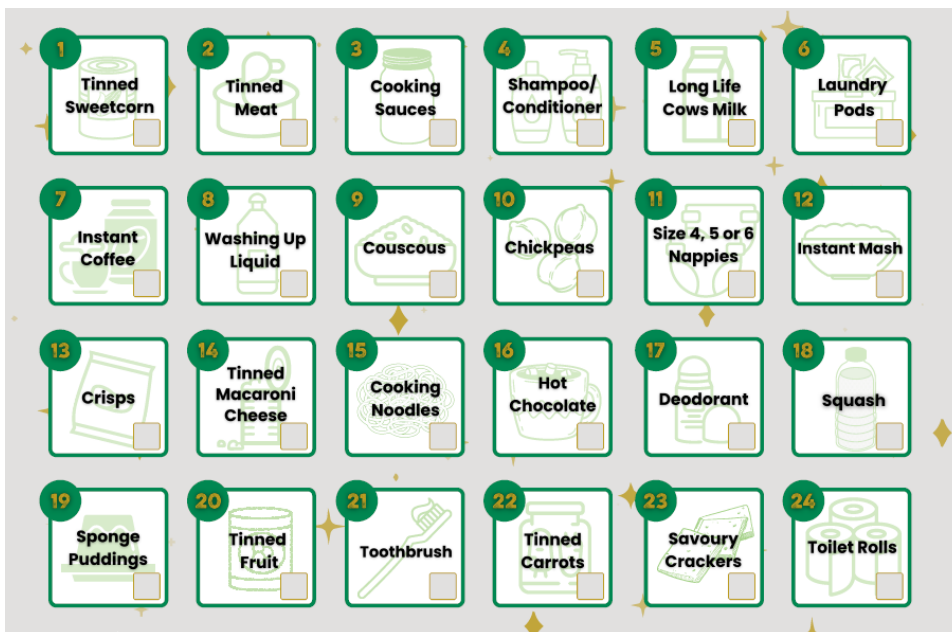 1
Tinned
Sweetcorn
2
Tinned
Meat
3
Cooking
Sauces
4
Shampoo/
Conditioner
5
Long Life
Cows Milk
6
Laundry
Pods
7
Instant
Coffee
8
Washing Up
Liquid
9
Couscous
10
Chickpeas
11
Size 4, 5 or 6
Nappies
12
Instant Mash
13
Crisps
14
Tinned
Macaroni
Cheese
15
Cooking
Noodles
16
Hot
Chocolate
17
Deodorant
18
Squash
19
Sponge
Puddings
20
Tinned
Fruit
21
Toothbrush
22
Tinned
Carrots
23
Savoury
Crackers
24
Toilet Rolls